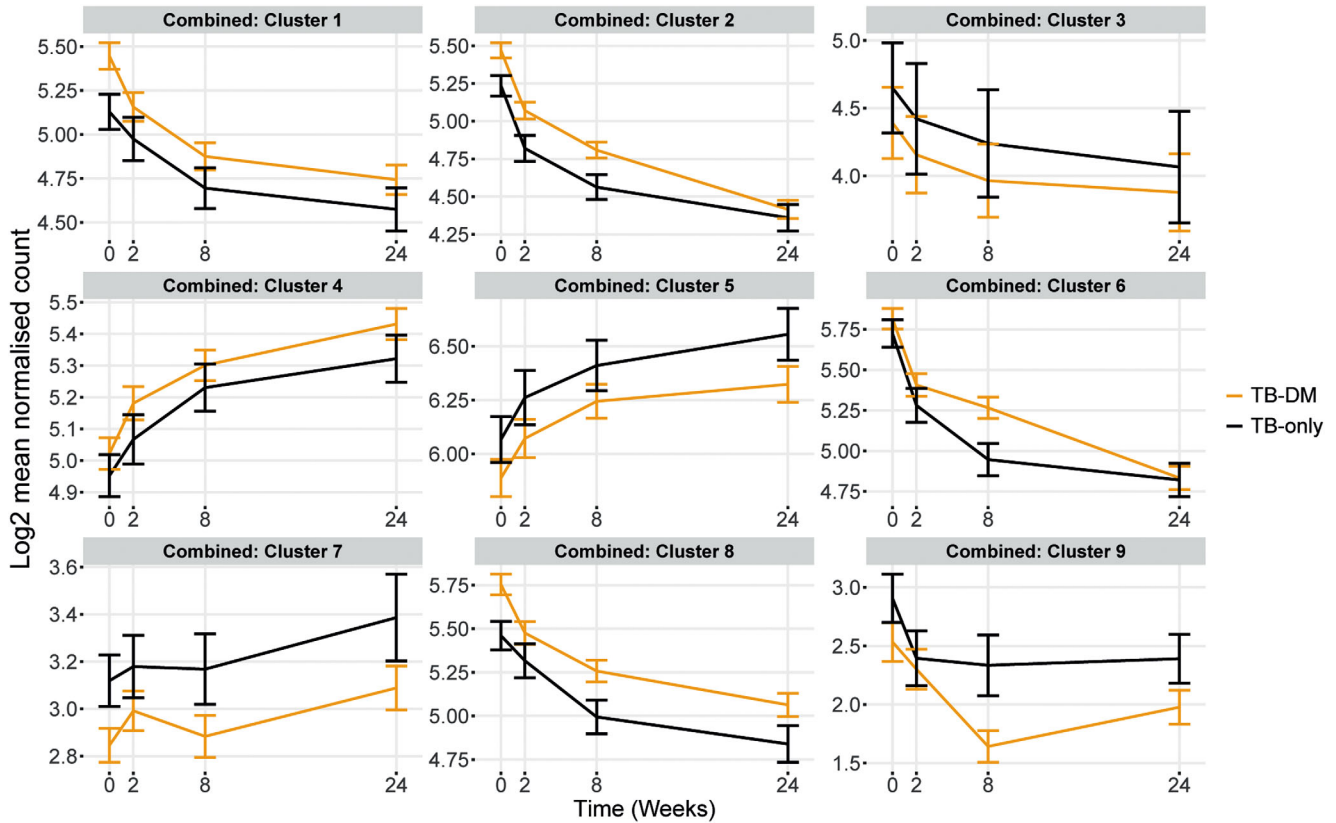 Combined: Cluster 1
5.50
5.25
5.00
4.75
4.50
0 2 8 24
Combined: Cluster 2
5.50
5.25
5.00
4.75
4.50
4.25
0 2 8 24
Combined: Cluster 3
5.0
4.5
4.0
0 2 8 24
Combined: Cluster 4
5.5
5.4
5.3
5.2
5.1
5.0
4.9
0 2 8 24
Combined: Cluster 5
6.50
6.25
6.00
0 2 8 24
Combined: Cluster 6
5.75
5.50
5.25
5.00
4.75
0 2 8 24
Combined: Cluster 7
3.6
3.4
3.2
3.0
2.8
0 2 8 24
Combined: Cluster 8
5.75
5.50
5.25
5.00
4.75
0 2 8 24
Combined: Cluster 9
3.0
2.5
2.0
1.5
0 2 8 24
Log2 mean normalised count
Time (Weeks)
TB-DM
TB-only